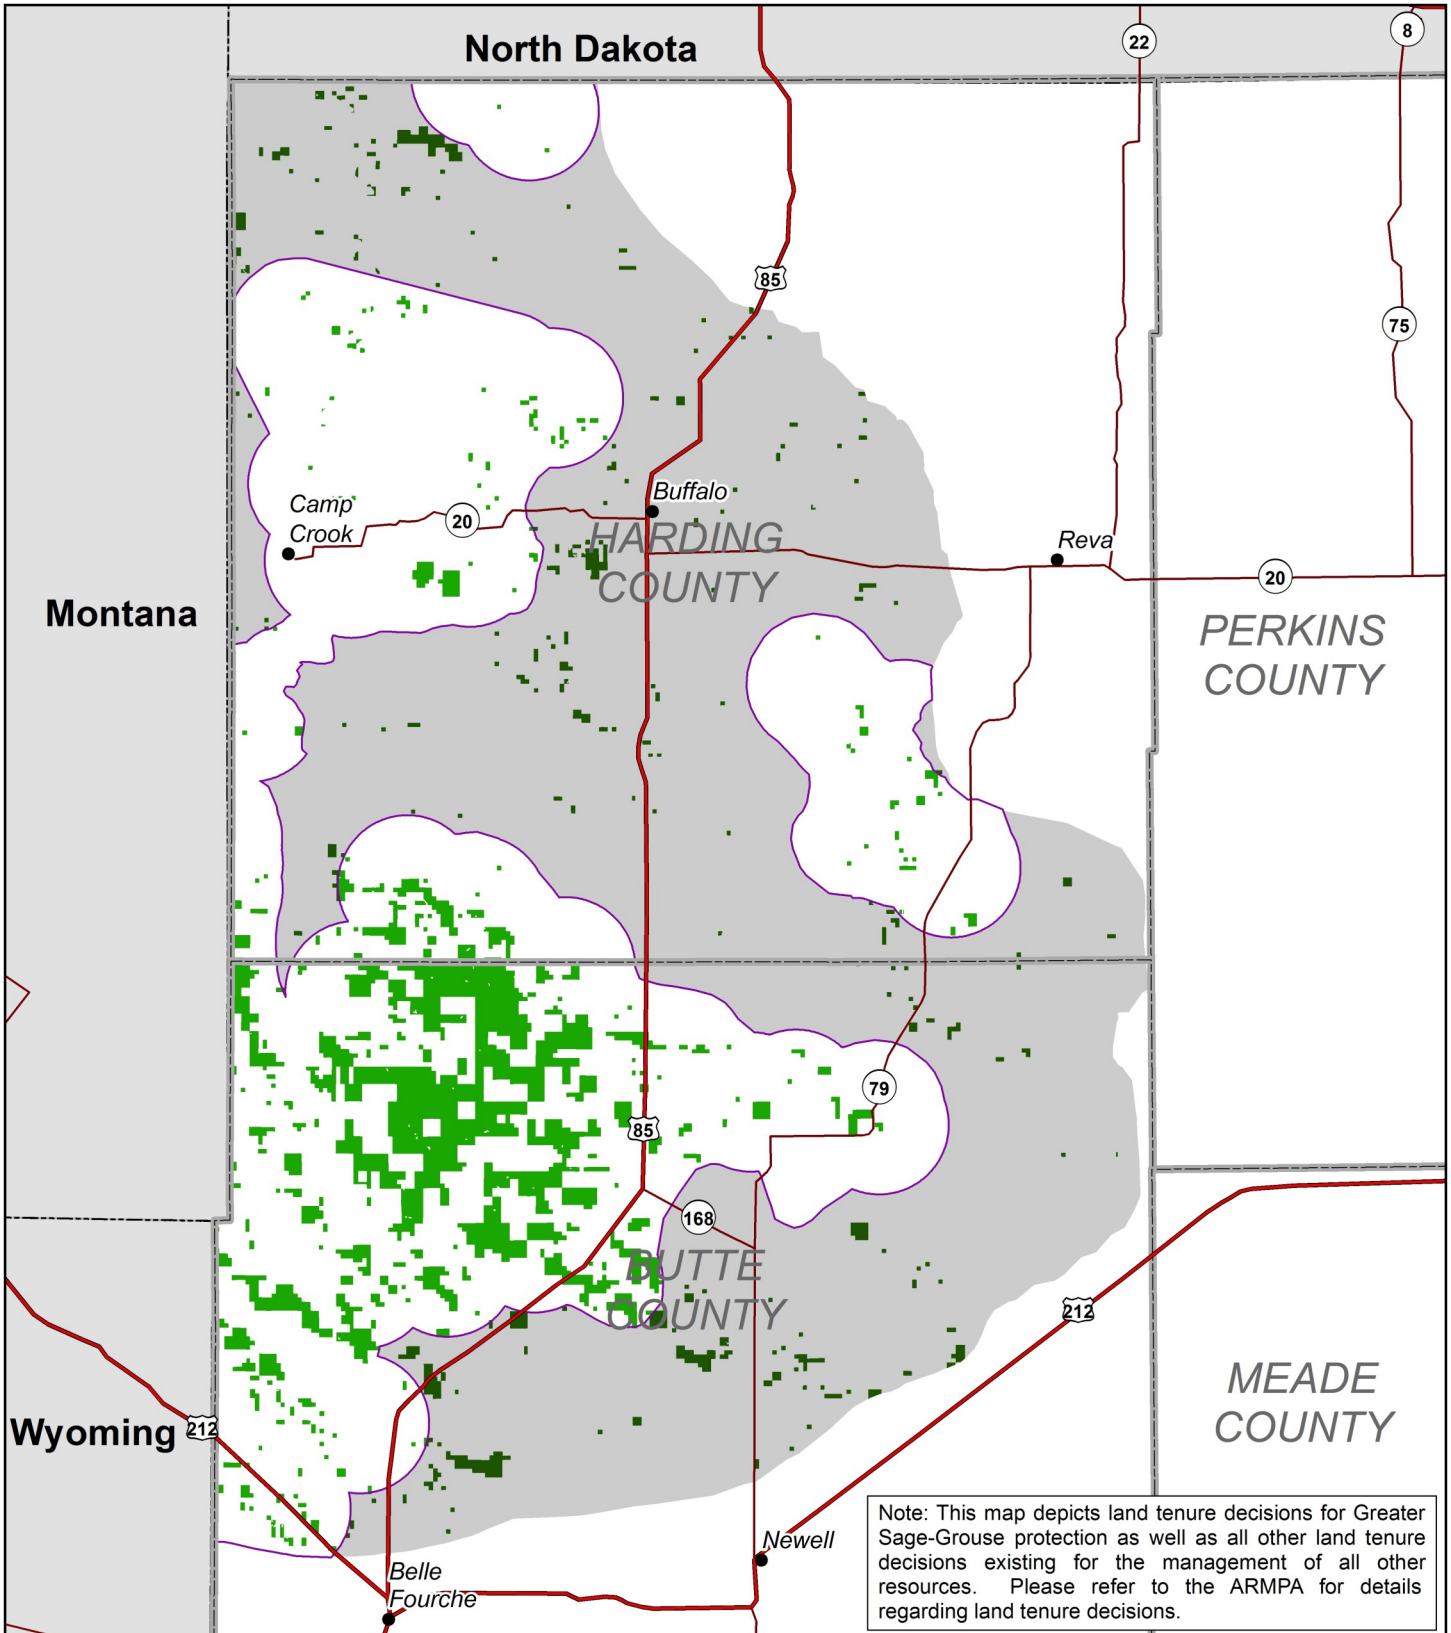 North Dakota
22
8
85
75
Buffalo
Camp
Crook
20
HARDING
COUNTY
Reva
20
Montana
PERKINS
COUNTY
79
85
168
BUTTE
COUNTY
212
MEADE
COUNTY
Wyoming
212
Note: This map depicts land tenure decisions for Greater
Sage-Grouse protection as well as all other land tenure
decisions existing for the management of all other
resources. Please refer to the ARMPA for details
regarding land tenure decisions.
Newell
Belle
Fourche